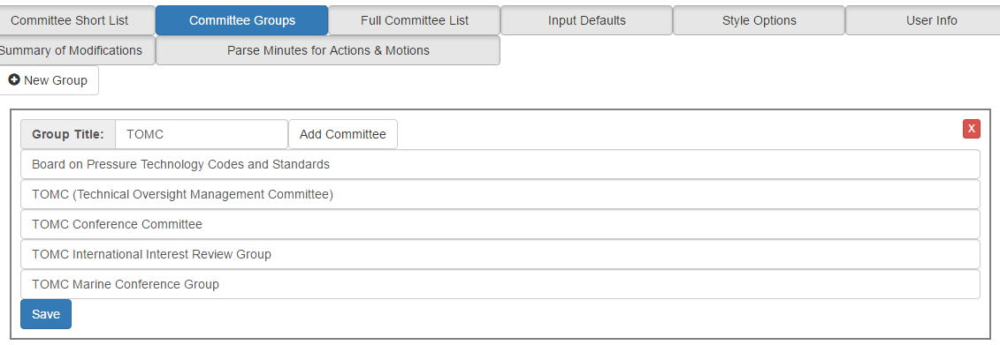 Committee Short List Committee Groups Full Committee List Input Defaults Style Options User Info
Summary of Modifications Parse Minutes for Actions & Motions
New Group
Group Title: TOMC Add Committee X
Board on Pressure Technology Codes and Standards
TOMC (Technical Oversight Management Committee)
TOMC Conference Committee
TOMC International Interest Review Group
TOMC Marine Conference Group
Save